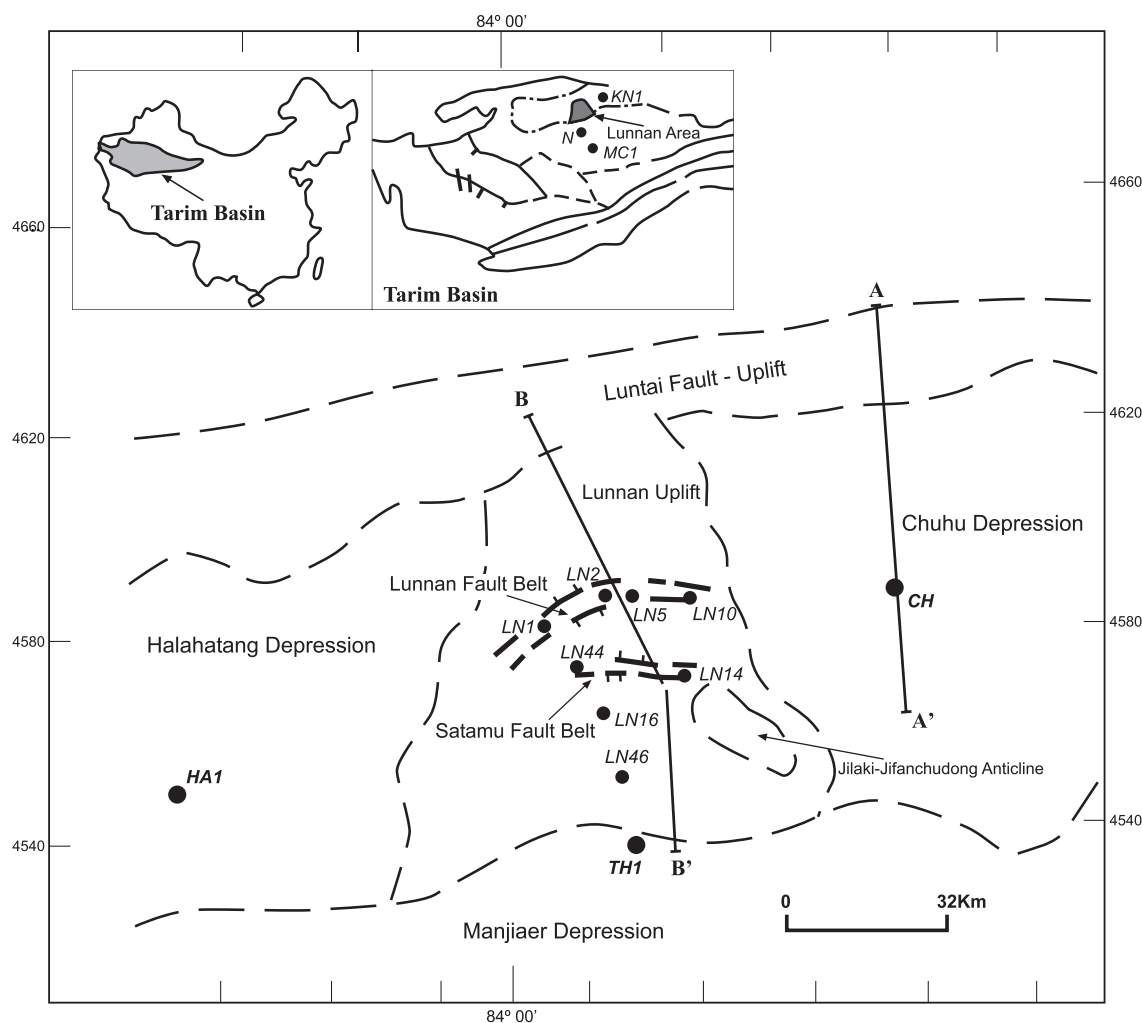 84º 00'
KN1
Lunnan Area
N
MC1
Tarim Basin
Tarim Basin
4660
4660
A
Luntai Fault - Uplift
B
4620
4620
Lunnan Uplift
Chuhu Depression
LN2
Lunnan Fault Belt
CH
LN5
LN10
LN1
4580
4580
Halahatang Depression
LN44
LN14
A’
LN16
Satamu Fault Belt
LN46
Jilaki-Jifanchudong Anticline
HA1
4540
4540
TH1
B’
0
32Km
Manjiaer Depression
84º 00'